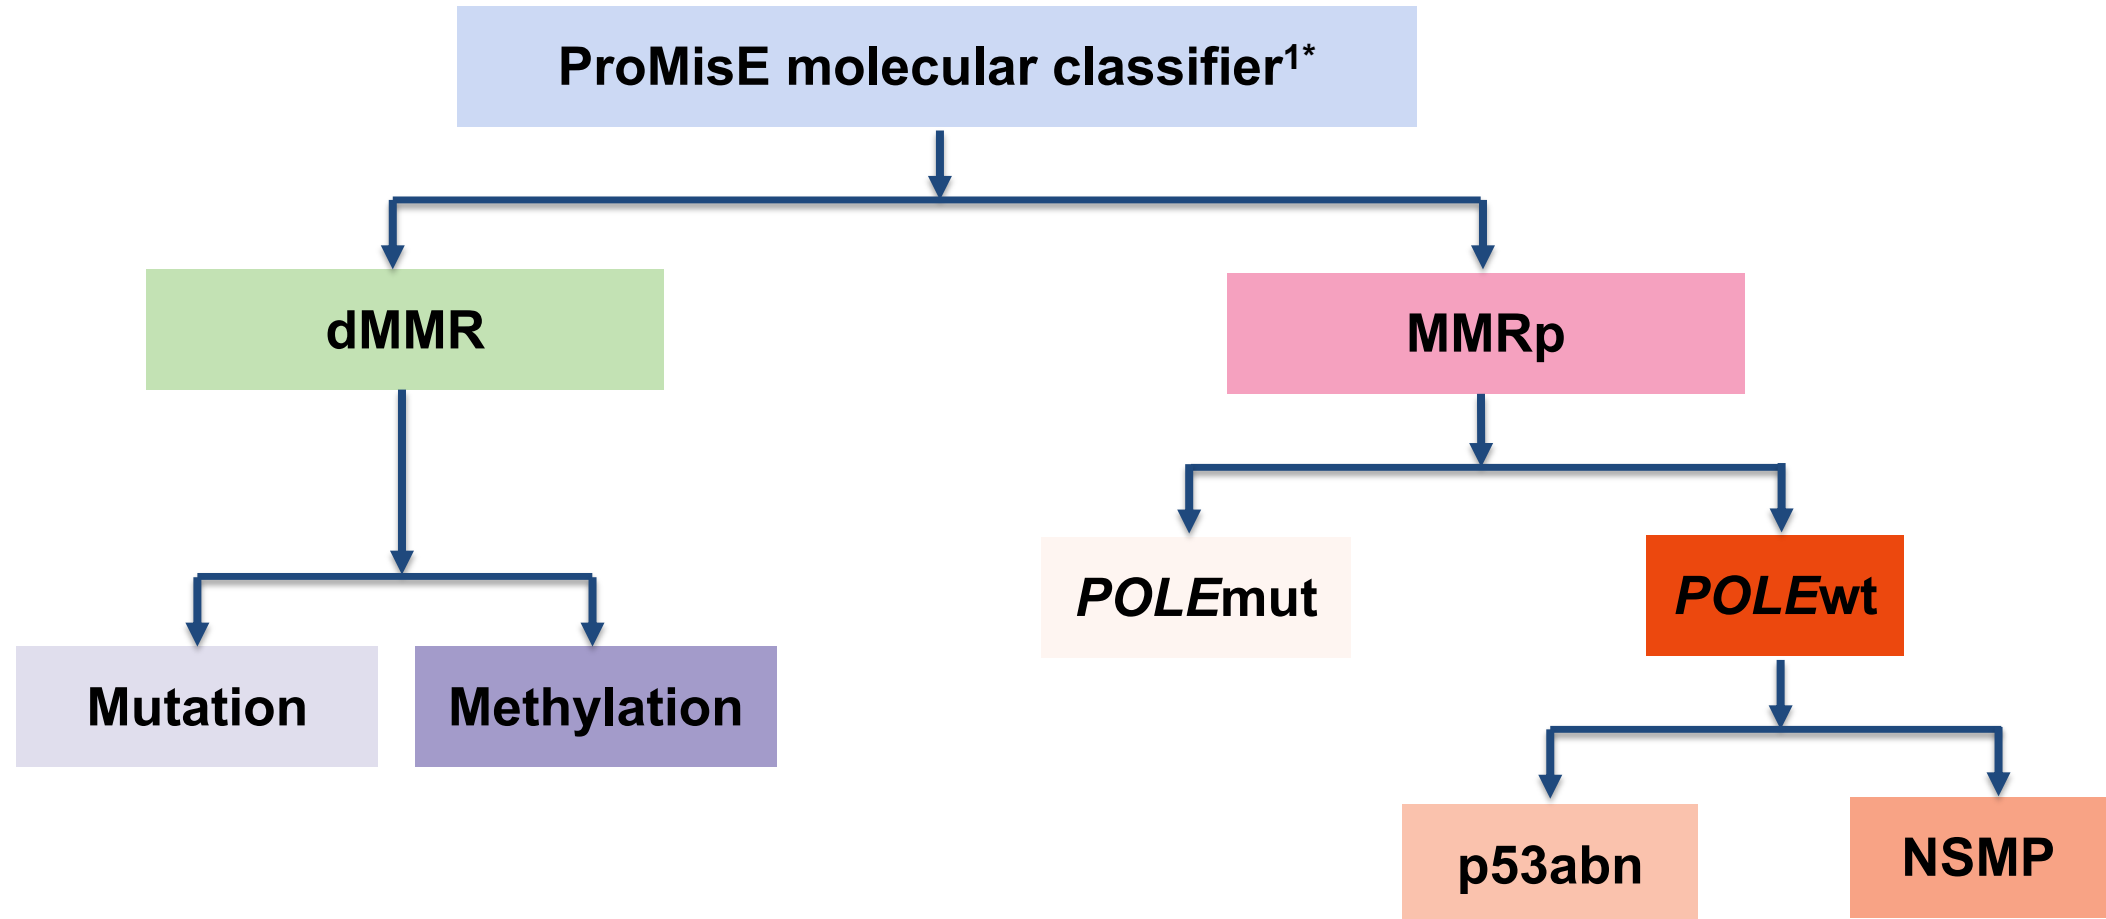 ProMisE molecular classifier1*
dMMR
MMRp
POLEmut
POLEwt
Mutation
Methylation
p53abn
NSMP